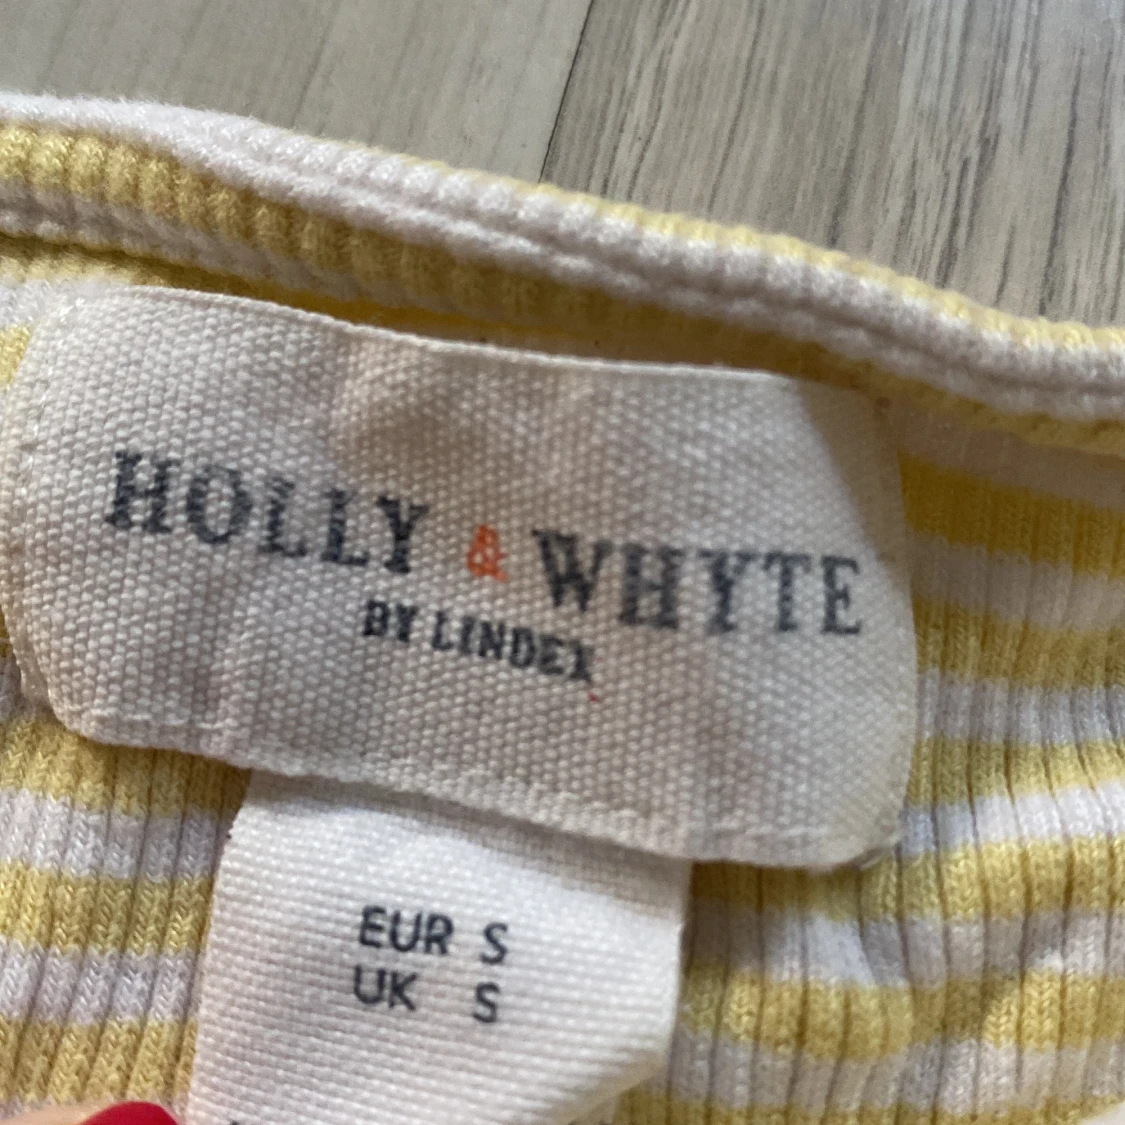 HOLLY & WHYTE
BY LINDEX
EUR S
UK S